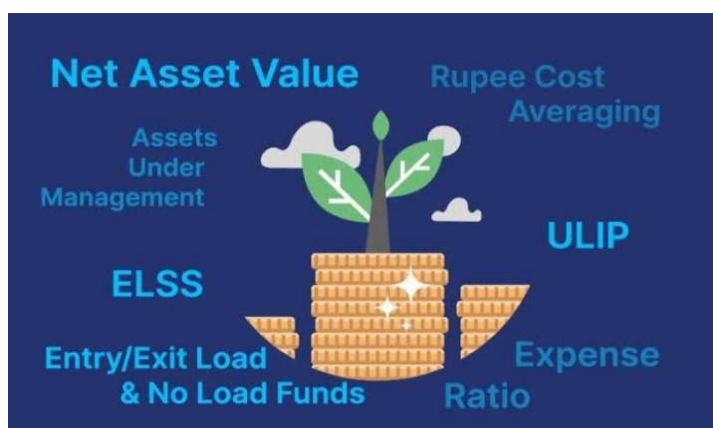 Net Asset Value
Rupee Cost
Averaging
Assets
Under
Management
ULIP
ELSS
Entry/Exit Load
& No Load Funds
Expense
Ratio